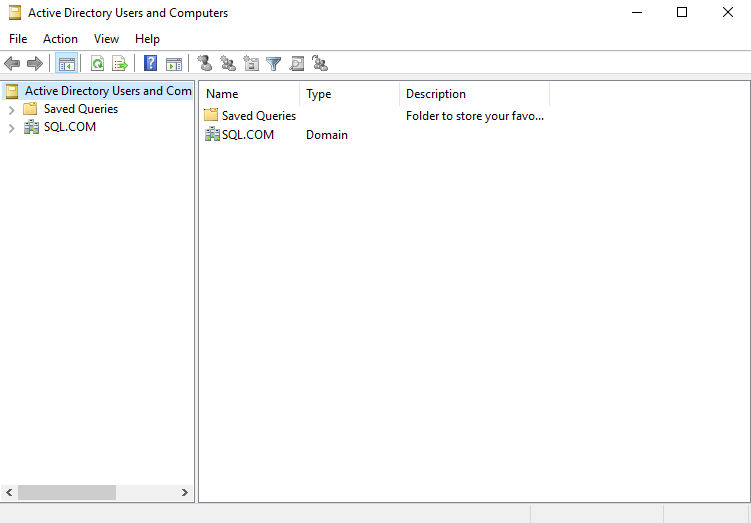 Active Directory Users and Computers
File Action View Help
Active Directory Users and Com
Saved Queries
SQL.COM
Name Type Description
Saved Queries Folder to store your favo...
SQL.COM Domain